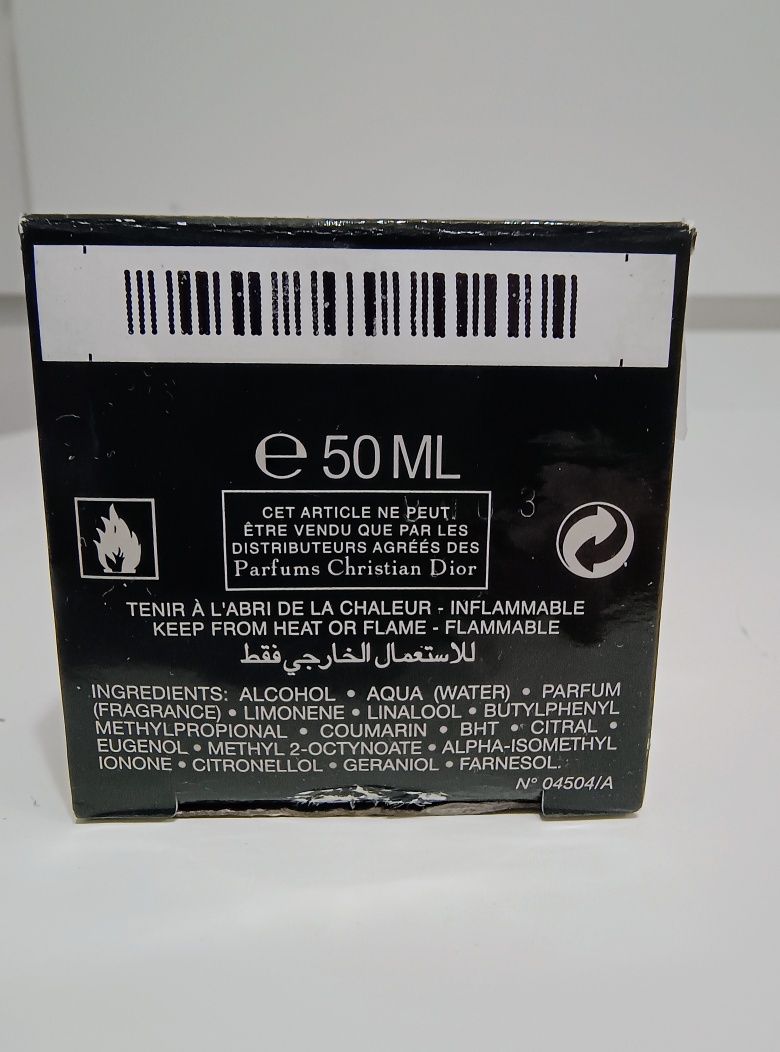 e 50 ML
CET ARTICLE NE PEUT
ÊTRE VENDU QUE PAR LES
DISTRIBUTEURS AGRÉÉS DES
Parfums Christian Dior
TENIR À L'ABRI DE LA CHALEUR - INFLAMMABLE
KEEP FROM HEAT OR FLAME - FLAMMABLE
للاستعمال الخارجي فقط
INGREDIENTS: ALCOHOL • AQUA (WATER) • PARFUM
(FRAGRANCE) • LIMONENE • LINALOOL • BUTYLPHENYL
METHYLPROPIONAL • COUMARIN • BHT • CITRAL •
EUGENOL • METHYL 2-OCTYNOATE • ALPHA-ISOMETHYL
IONONE • CITRONELLOL • GERANIOL • FARNESOL.
N° 04504/A